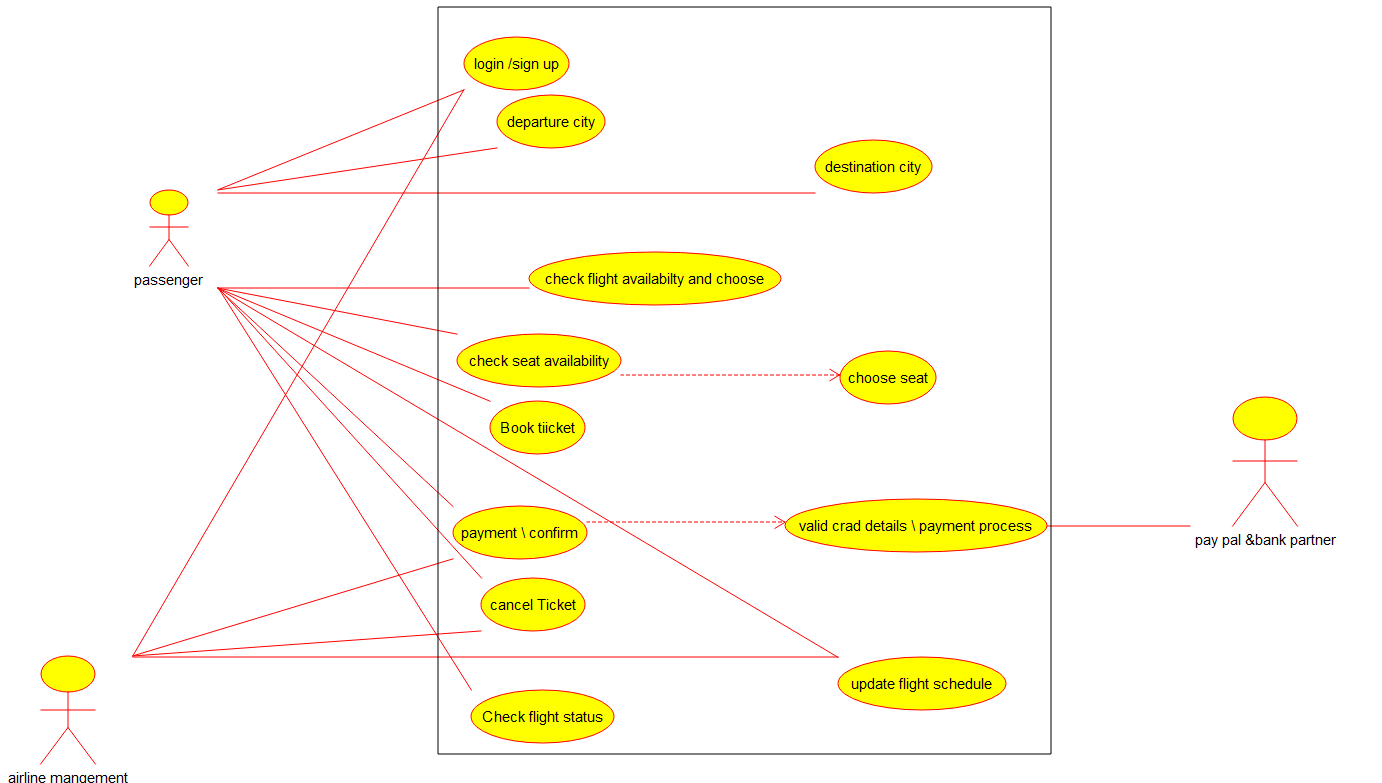 login /sign up
departure city
destination city
passenger
check flight availabilty and choose
check seat availability
choose seat
Book tiicket
payment \ confirm
valid crad details \ payment process
pay pal &bank partner
cancel Ticket
update flight schedule
Check flight status
airline mangement